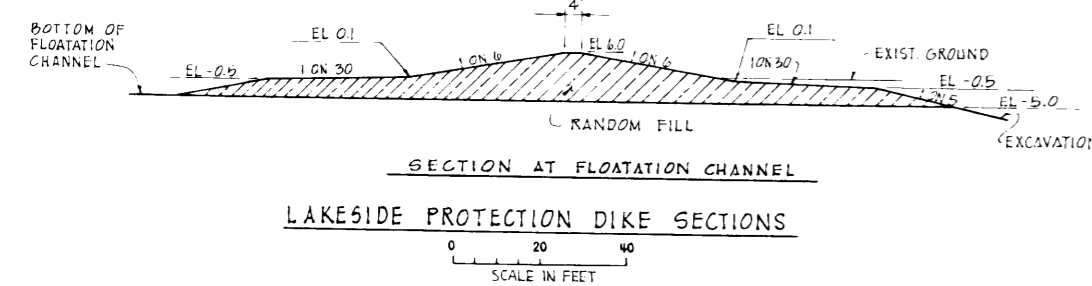 4'
BOTTOM OF
FLOATATION
CHANNEL
EL 0.1
EL -0.5
1 ON 30
1 ON 6
EL 6.0
1 ON 6
EL 0.1
1 ON 30
EXIST. GROUND
EL -0.5
1 ON 5
EL -5.0
EXCAVATION
RANDOM FILL
SECTION AT FLOATATION CHANNEL
LAKESIDE PROTECTION DIKE SECTIONS
0 20 40
SCALE IN FEET